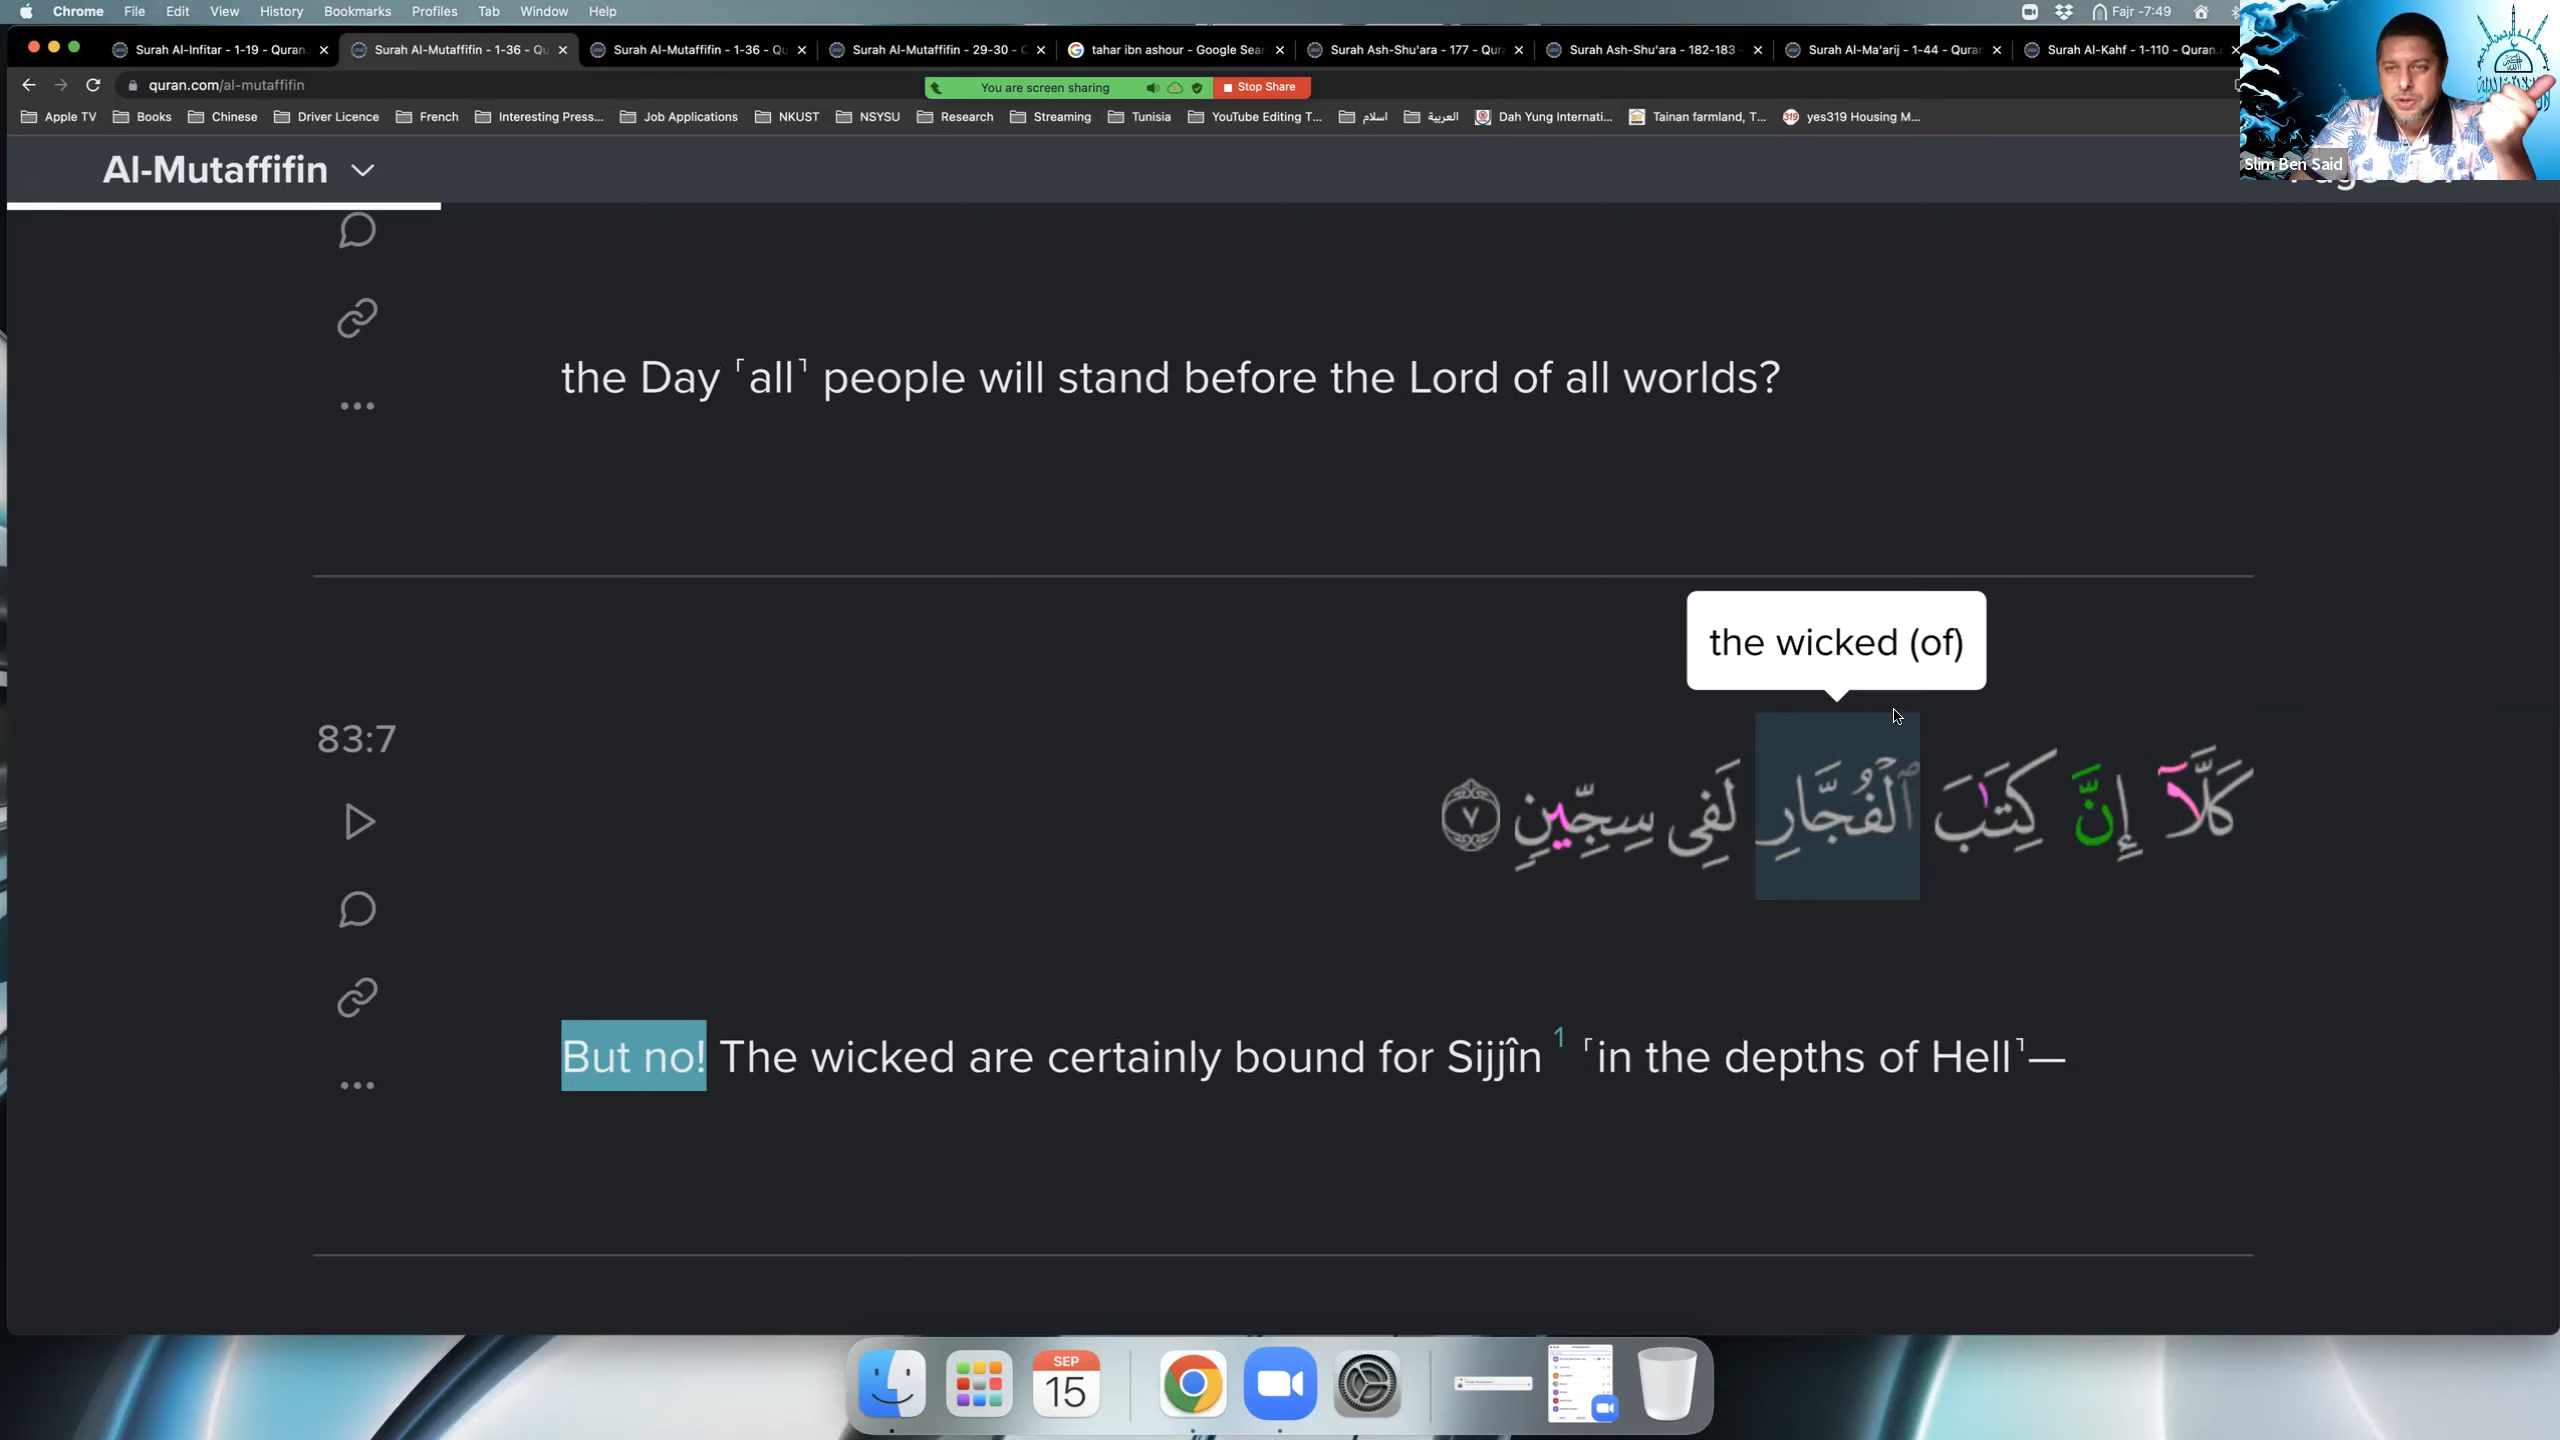 Chrome File Edit View History Bookmarks Profiles Tab Window Help
Fajr -7:49
Surah Al-Infitar - 1-19 - Quran.
Surah Al-Mutaffifin - 1-36 - Qu
Surah Al-Mutaffifin - 1-36 - Qu
Surah Al-Mutaffifin - 29-30 -
tahar ibn ashour - Google Sear
Surah Ash-Shu'ara - 177 - Qur
Surah Ash-Shu'ara - 182-183 -
Surah Al-Ma'arij - 1-44 - Quran
Surah Al-Kahf - 1-110 - Quran.
quran.com/al-mutaffifin
You are screen sharing
Stop Share
Apple TV Books Chinese Driver Licence French Interesting Press... Job Applications NKUST NSYSU Research Streaming Tunisia YouTube Editing T... اسلام العربية Dah Yung Internati... Tainan farmland, T... yes319 Housing M...
Slim Ben Said
Al-Mutaffifin
the Day ⸢all⸣ people will stand before the Lord of all worlds?
the wicked (of)
83:7
كَلَّآ إِنَّ كِتَـٰبَ ٱلْفُجَّارِ لَفِى سِجِّينٍ ٧
But no! The wicked are certainly bound for Sijjîn 1 ⸢in the depths of Hell⸣—
SEP
15